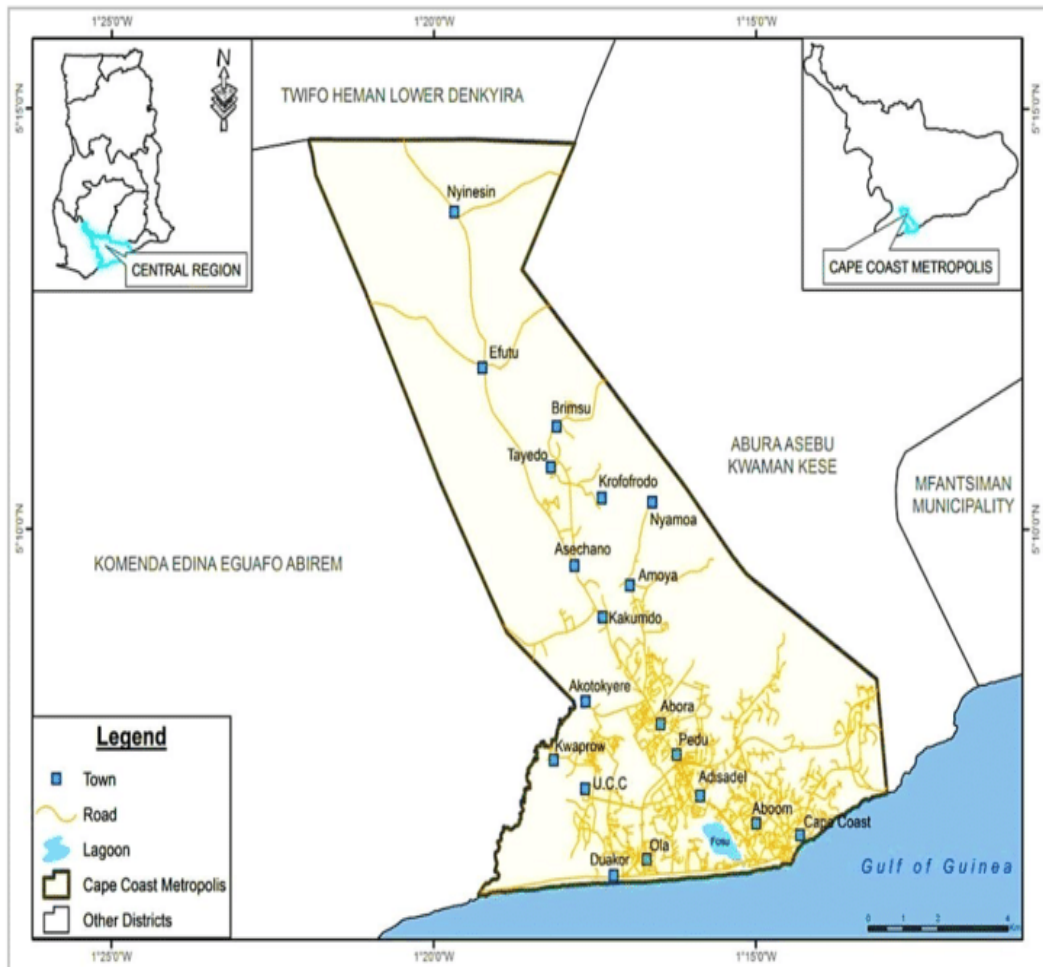 1°25'0"W
1°20'0"W
1°15'0"W
N
TWIFO HEMAN LOWER DENKYIRA
5°15'0"N
5°15'0"N
CENTRAL REGION
CAPE COAST METROPOLIS
Nyinesin
Efutu
Brimsu
Tayedo
Krofofrodo
Nyamoa
ABURA ASEBU
KWAMAN KESE
MFANTSIMAN
MUNICIPALITY
5°10'0"N
5°10'0"N
KOMENDA EDINA EGUAFO ABIREM
Asechano
Amoya
Kakumdo
Akotokyere
Abora
Pedu
Kwaprow
U.C.C
Adisadel
Aboom
Cape Coast
Fosu
Ola
Duakor
Gulf of Guinea
Legend
Town
Road
Lagoon
Cape Coast Metropolis
Other Districts
0 1 2 4
Km
1°25'0"W
1°20'0"W
1°15'0"W